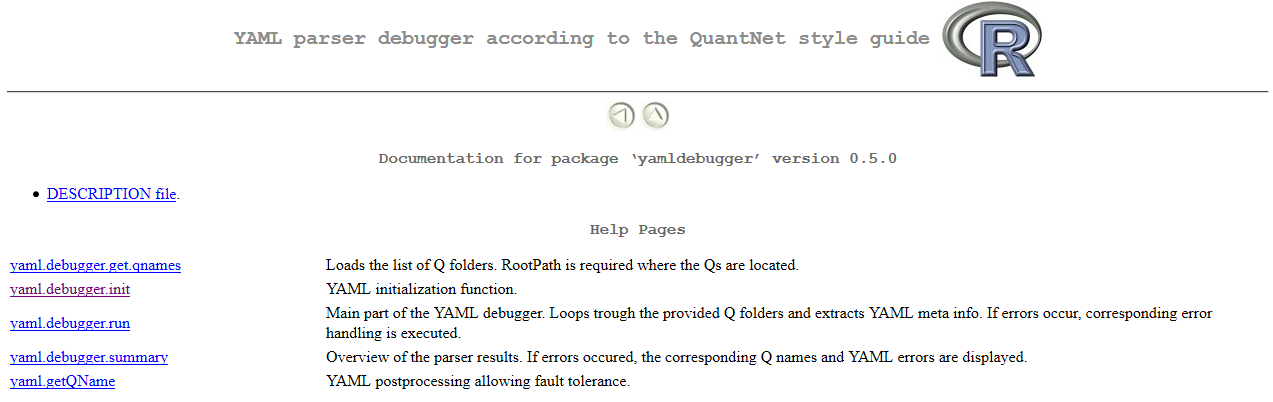 YAML parser debugger according to the QuantNet style guide
R
Documentation for package ‘yamldebugger’ version 0.5.0
DESCRIPTION file.
Help Pages
yaml.debugger.get.qnames Loads the list of Q folders. RootPath is required where the Qs are located.
yaml.debugger.init YAML initialization function.
yaml.debugger.run Main part of the YAML debugger. Loops trough the provided Q folders and extracts YAML meta info. If errors occur, corresponding error
handling is executed.
yaml.debugger.summary Overview of the parser results. If errors occured, the corresponding Q names and YAML errors are displayed.
yaml.getQName YAML postprocessing allowing fault tolerance.